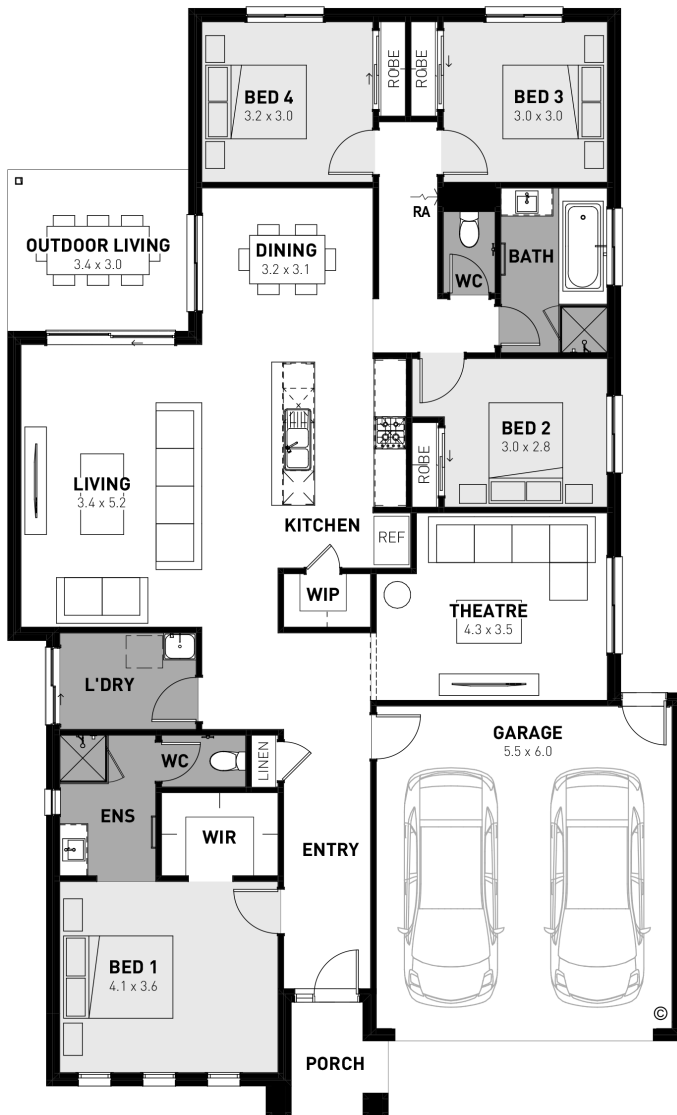 BED 4
3.2 x 3.0
ROBE
ROBE
BED 3
3.0 x 3.0
RA
OUTDOOR LIVING
3.4 x 3.0
DINING
3.2 x 3.1
WC
BATH
BED 2
3.0 x 2.8
ROBE
LIVING
3.4 x 5.2
KITCHEN
REF
WIP
THEATRE
4.3 x 3.5
L'DRY
GARAGE
5.5 x 6.0
WC
LINEN
ENS
WIR
ENTRY
BED 1
4.1 x 3.6
©
PORCH